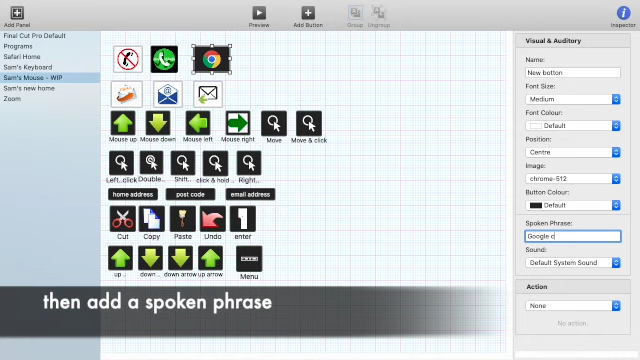 Add Panel
Preview
Add Button
Group
Ungroup
Inspector
Final Cut Pro Default
Programs
Safari Home
Sam's Keyboard
Sam's Mouse - WIP
Sam's new home
Zoom
Mouse up
Mouse down
Mouse left
Mouse right
Move
Move & click
Left..click
Double..
Shift..
click & hold ..
Right..
home address
post code
email address
Cut
Copy
Paste
Undo
enter
up ..
down ..
down arrow
up arrow
Menu
then add a spoken phrase
Visual & Auditory
Name:
New botton
Font Size:
Medium
Font Colour:
Default
Position:
Centre
Image:
chrome-512
Button Colour:
Default
Spoken Phrase:
Google c
Sound:
Default System Sound
Action
None
No action.